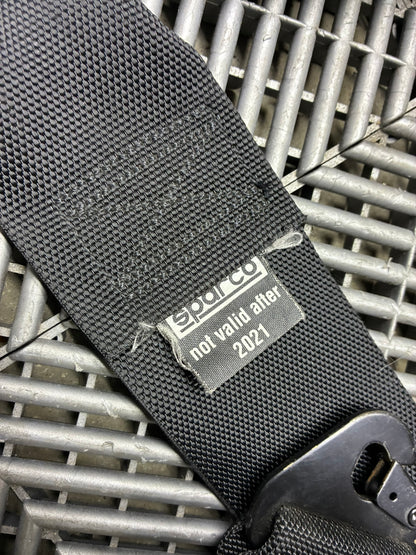 sparco
not valid after
2021